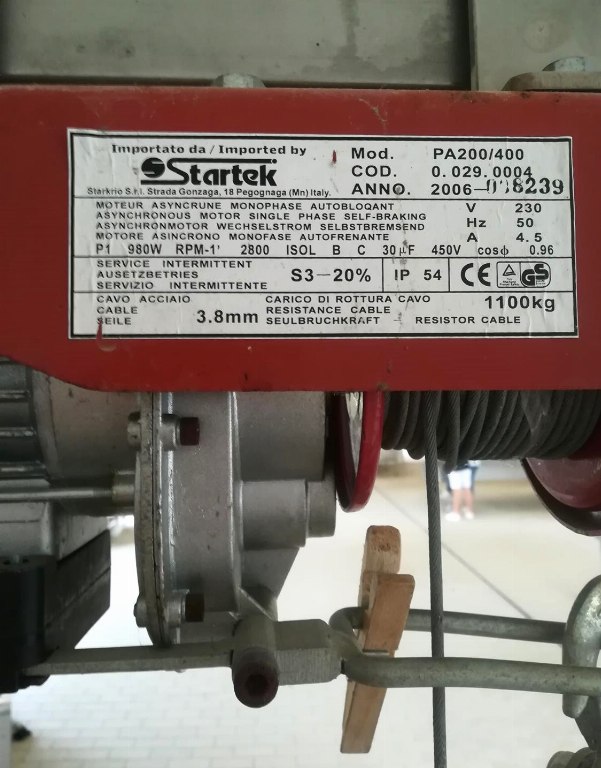 Importato da / Imported by
Startek
Starkrio S.r.l. Strada Gonzaga, 18 Pegognaga (Mn) Italy.
Mod. PA200/400
COD. 0.029.0004
ANNO. 2006-008239
MOTEUR ASYNCRUNE MONOPHASE AUTOBLOQANT V 230
ASYNCHRONOUS MOTOR SINGLE PHASE SELF-BRAKING
ASYNCHRONMOTOR WECHSELSTROM SELBSTBREMSEND Hz 50
MOTORE ASINCRONO MONOFASE AUTOFRENANTE A 4.5
P1 980W RPM-1' 2800 ISOL B C 30µF 450V cosϕ 0.96
SERVICE INTERMITTENT
AUSETZBETRIES
SERVIZIO INTERMITTENTE
S3-20% IP 54 CE GS
CAVO ACCIAIO
CABLE
SEILE
3.8mm
CARICO DI ROTTURA CAVO 1100kg
RESISTANCE CABLE
SEULBRUCHKRAFT - RESISTOR CABLE